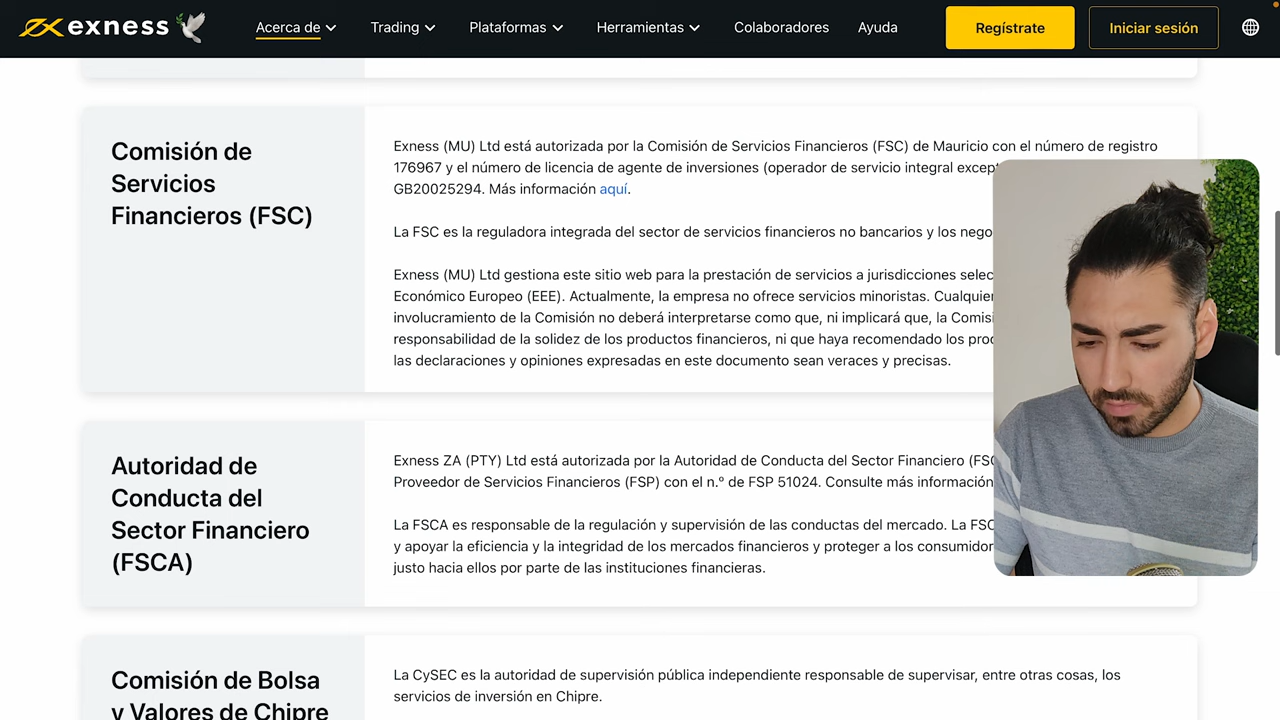 exness
Acerca de
Trading
Plataformas
Herramientas
Colaboradores
Ayuda
Regístrate
Iniciar sesión
Comisión de
Servicios
Financieros (FSC)
Exness (MU) Ltd está autorizada por la Comisión de Servicios Financieros (FSC) de Mauricio con el número de registro
176967 y el número de licencia de agente de inversiones (operador de servicio integral
GB20025294. Más información aquí.
La FSC es la reguladora integrada del sector de servicios financieros no bancarios y los
Exness (MU) Ltd gestiona este sitio web para la prestación de servicios a jurisdicciones
Económico Europeo (EEE). Actualmente, la empresa no ofrece servicios minoristas.
involucramiento de la Comisión no deberá interpretarse como que, ni implicará que, la
responsabilidad de la solidez de los productos financieros, ni que haya recomendado los
las declaraciones y opiniones expresadas en este documento sean veraces y precisas.
Autoridad de
Conducta del
Sector Financiero
(FSCA)
Exness ZA (PTY) Ltd está autorizada por la Autoridad de Conducta del Sector Financiero
Proveedor de Servicios Financieros (FSP) con el n.º de FSP 51024. Consulte más información
La FSCA es responsable de la regulación y supervisión de las conductas del mercado. La
y apoyar la eficiencia y la integridad de los mercados financieros y proteger a los
justo hacia ellos por parte de las instituciones financieras.
Comisión de Bolsa
y Valores de Chipre
La CySEC es la autoridad de supervisión pública independiente responsable de supervisar, entre otras cosas, los
servicios de inversión en Chipre.